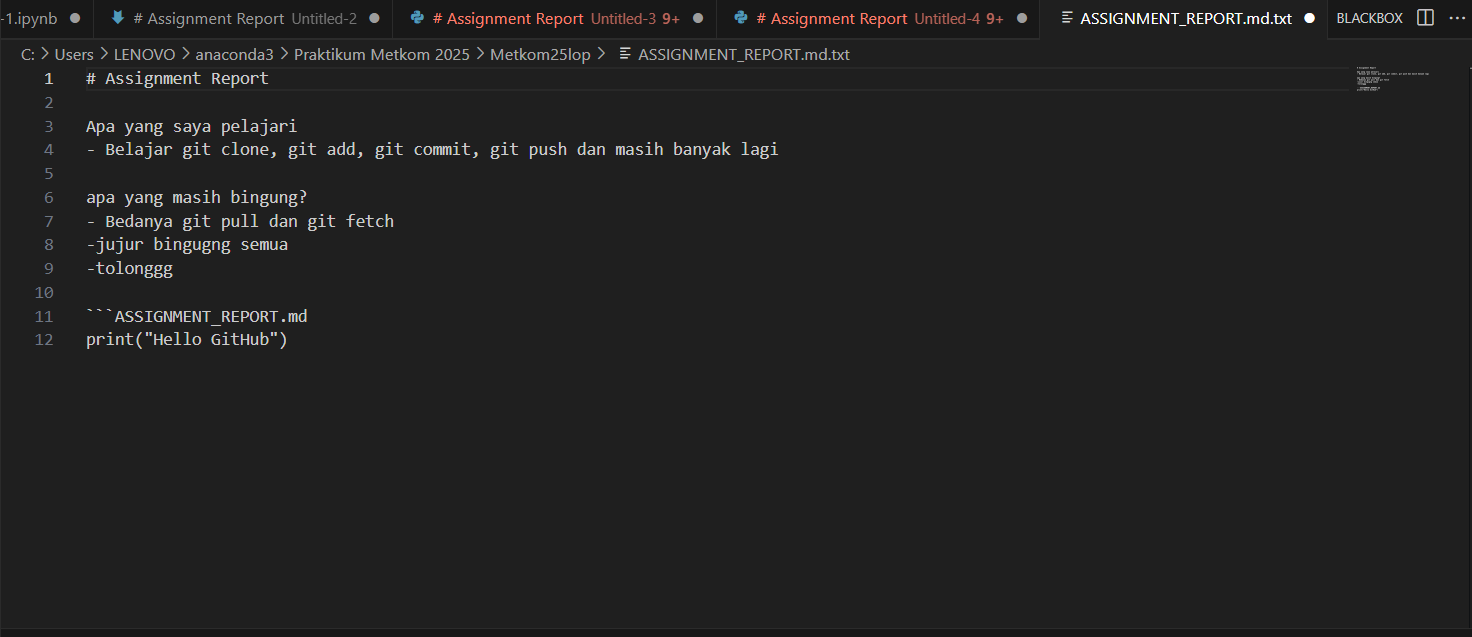 -1.ipynb # Assignment Report Untitled-2 # Assignment Report Untitled-3 9+ # Assignment Report Untitled-4 9+ ASSIGNMENT_REPORT.md.txt BLACKBOX
C: > Users > LENOVO > anaconda3 > Praktikum Metkom 2025 > Metkom25lop > ASSIGNMENT_REPORT.md.txt
1 # Assignment Report
2
3 Apa yang saya pelajari
4 - Belajar git clone, git add, git commit, git push dan masih banyak lagi
5
6 apa yang masih bingung?
7 - Bedanya git pull dan git fetch
8 -jujur bingugng semua
9 -tolonggg
10
11 ```ASSIGNMENT_REPORT.md
12 print("Hello GitHub")